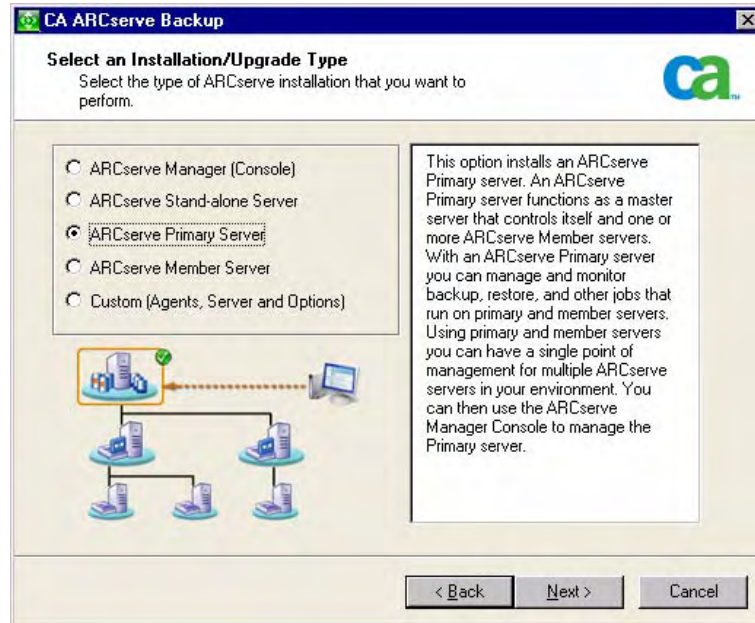 CA ARCserve Backup
Select an Installation/Upgrade Type
Select the type of ARCserve installation that you want to
perform.
ca
TM
ARCserve Manager (Console)
ARCserve Stand-alone Server
ARCserve Primary Server
ARCserve Member Server
Custom (Agents, Server and Options)
This option installs an ARCserve
Primary server. An ARCserve
Primary server functions as a master
server that controls itself and one or
more ARCserve Member servers.
With an ARCserve Primary server
you can manage and monitor
backup, restore, and other jobs that
run on primary and member servers.
Using primary and member servers
you can have a single point of
management for multiple ARCserve
servers in your environment. You
can then use the ARCserve
Manager Console to manage the
Primary server.
< Back
Next >
Cancel